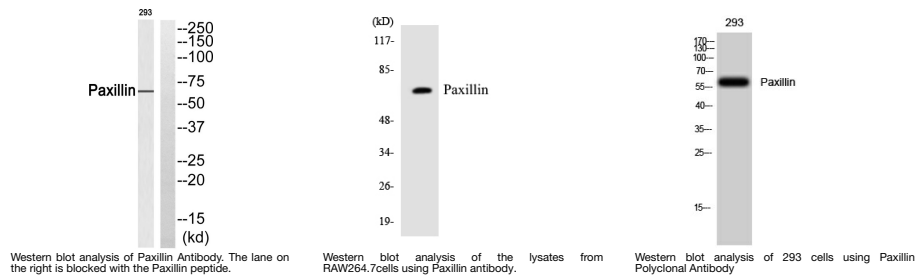 293
--250
--150
--100
--75
Paxillin
--50
--37
--25
--20
--15
(kd)
Western blot analysis of Paxillin Antibody. The lane on
the right is blocked with the Paxillin peptide.
(kD)
117-
85-
Paxillin
48-
34-
26-
19-
Western blot analysis of the lysates from
RAW264.7cells using Paxillin antibody.
293
170-
130-
100-
70-
55-
Paxillin
40-
35-
25-
15-
Western blot analysis of 293 cells using Paxillin
Polyclonal Antibody